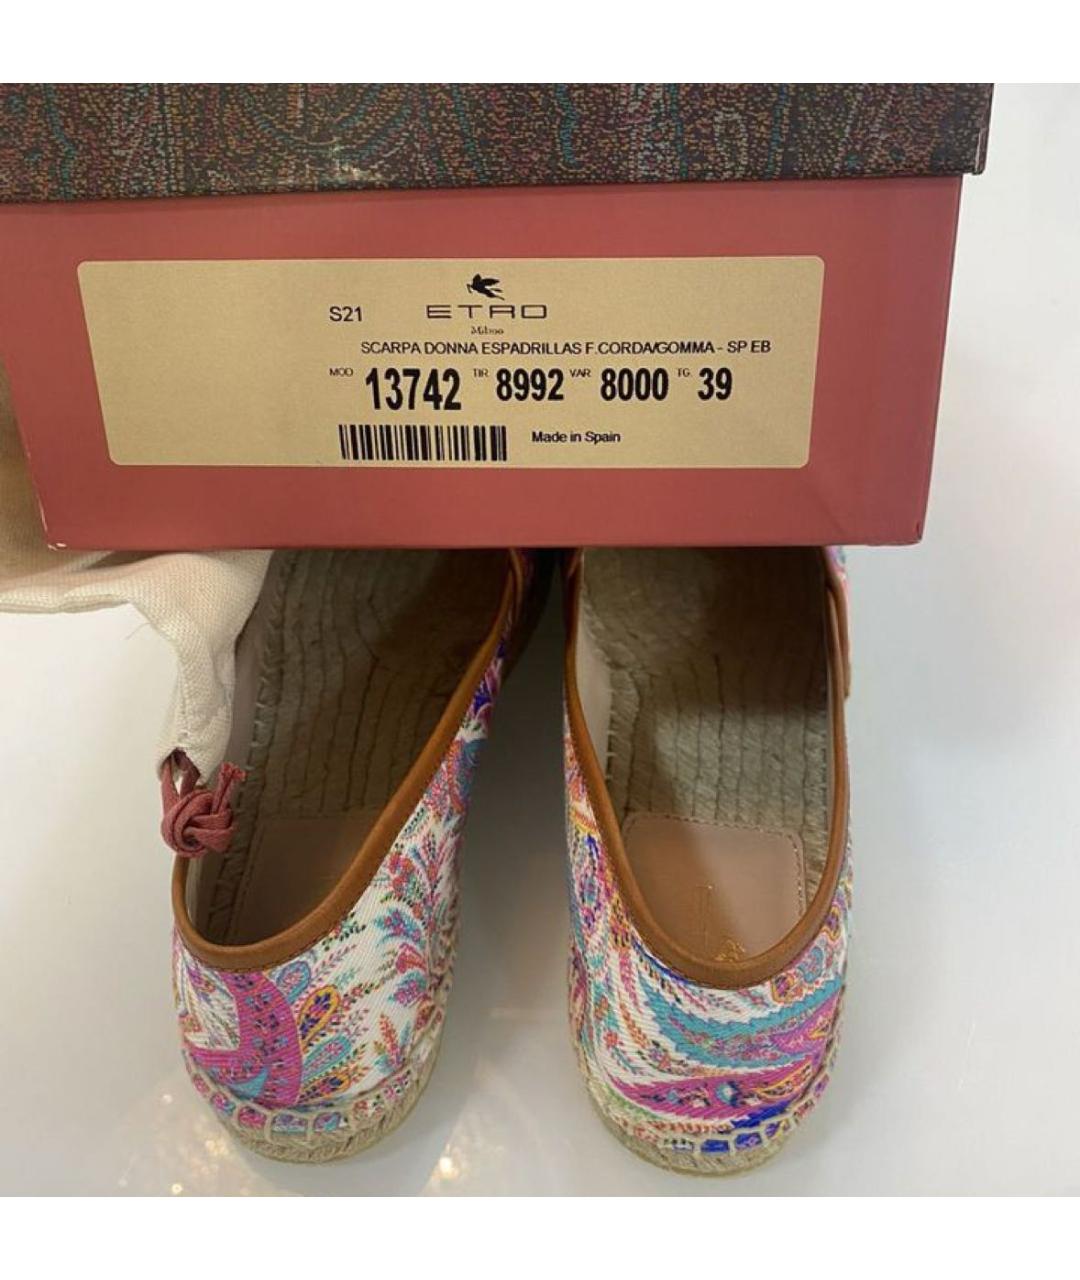 S21 ETRO
Milano
SCARPA DONNA ESPADRILLAS F.CORDA/GOMMA - SP EB
MOD 13742 TIR 8992 VAR 8000 TG. 39
Made in Spain